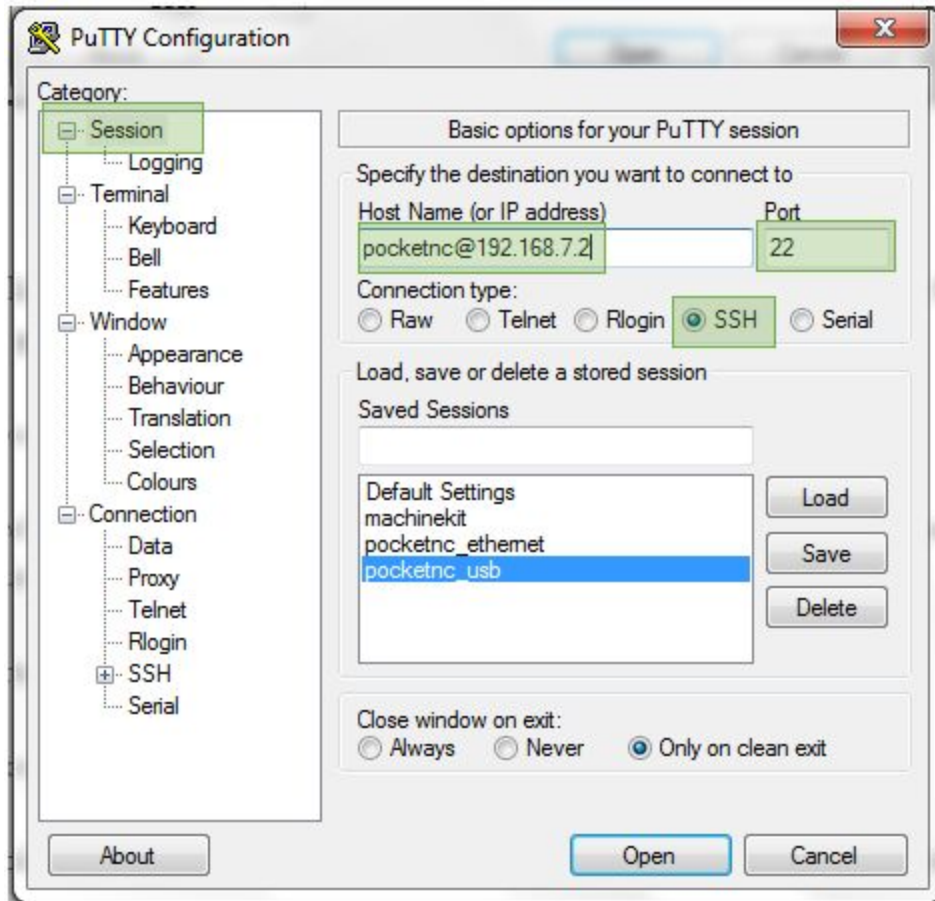 PuTTY Configuration
Category:
Session
Logging
Terminal
Keyboard
Bell
Features
Window
Appearance
Behaviour
Translation
Selection
Colours
Connection
Data
Proxy
Telnet
Rlogin
SSH
Serial
Basic options for your PuTTY session
Specify the destination you want to connect to
Host Name (or IP address) Port
pocketnc@192.168.7.2 22
Connection type:
Raw Telnet Rlogin SSH Serial
Load, save or delete a stored session
Saved Sessions
Default Settings
machinekit
pocketnc_ethernet
pocketnc_usb
Load
Save
Delete
Close window on exit:
Always Never Only on clean exit
About Open Cancel